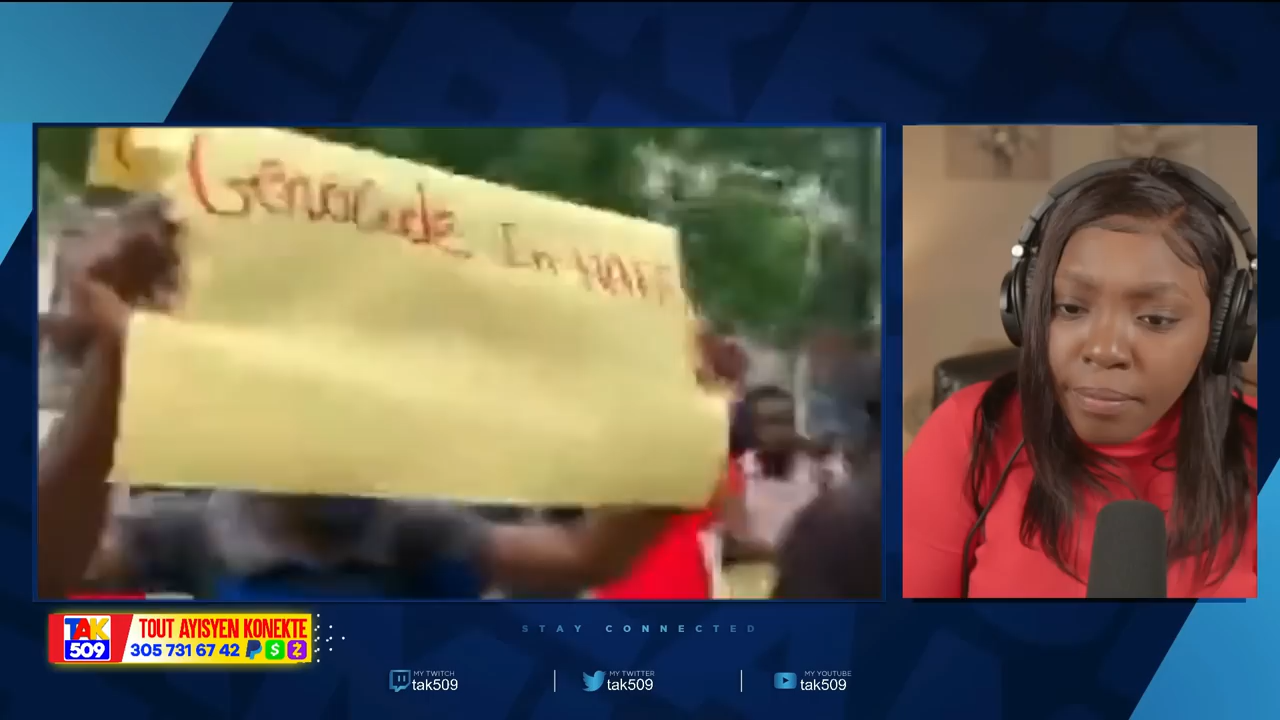 Genocide In HAITI
TAK
509
TOUT AYISYEN KONEKTE
305 731 67 42
STAY CONNECTED
MY TWITCH
tak509
MY TWITTER
tak509
MY YOUTUBE
tak509